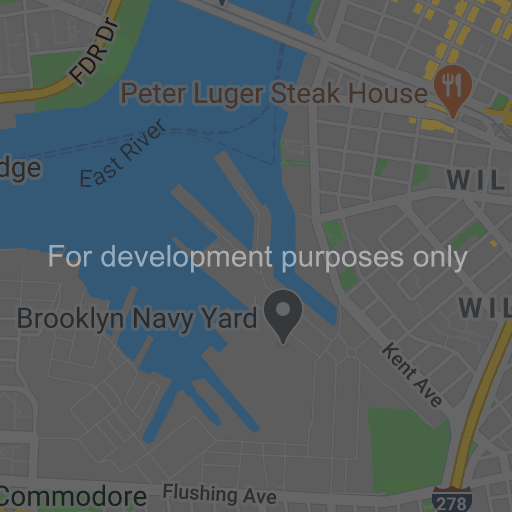 FDR Dr
Peter Luger Steak House
East River
dge
WIL
For development purposes only
WIL
Brooklyn Navy Yard
Kent Ave
Commodore
Flushing Ave
278